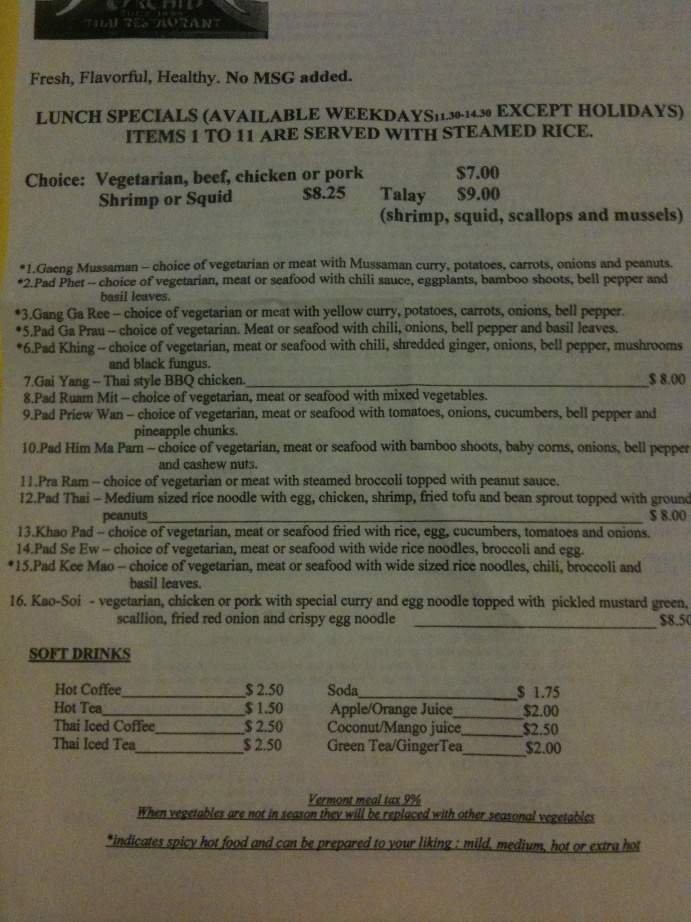 ORCHID
THAI RESTAURANT
Fresh, Flavorful, Healthy. No MSG added.
LUNCH SPECIALS (AVAILABLE WEEKDAYS11.30-14.30 EXCEPT HOLIDAYS)
ITEMS 1 TO 11 ARE SERVED WITH STEAMED RICE.
Choice: Vegetarian, beef, chicken or pork $7.00
Shrimp or Squid $8.25 Talay $9.00
(shrimp, squid, scallops and mussels)
*1.Gaeng Mussaman – choice of vegetarian or meat with Mussaman curry, potatoes, carrots, onions and peanuts.
*2.Pad Phet – choice of vegetarian, meat or seafood with chili sauce, eggplants, bamboo shoots, bell pepper and
basil leaves.
*3.Gang Ga Ree – choice of vegetarian or meat with yellow curry, potatoes, carrots, onions, bell pepper.
*5.Pad Ga Prau – choice of vegetarian. Meat or seafood with chili, onions, bell pepper and basil leaves.
*6.Pad Khing – choice of vegetarian, meat or seafood with chili, shredded ginger, onions, bell pepper, mushrooms
and black fungus.
7.Gai Yang – Thai style BBQ chicken. $ 8.00
8.Pad Ruam Mit – choice of vegetarian, meat or seafood with mixed vegetables.
9.Pad Priew Wan – choice of vegetarian, meat or seafood with tomatoes, onions, cucumbers, bell pepper and
pineapple chunks.
10.Pad Him Ma Parn – choice of vegetarian, meat or seafood with bamboo shoots, baby corns, onions, bell pepper
and cashew nuts.
11.Pra Ram – choice of vegetarian or meat with steamed broccoli topped with peanut sauce.
12.Pad Thai – Medium sized rice noodle with egg, chicken, shrimp, fried tofu and bean sprout topped with ground
peanuts $ 8.00
13.Khao Pad – choice of vegetarian, meat or seafood fried with rice, egg, cucumbers, tomatoes and onions.
14.Pad Se Ew – choice of vegetarian, meat or seafood with wide rice noodles, broccoli and egg.
*15.Pad Kee Mao – choice of vegetarian, meat or seafood with wide sized rice noodles, chili, broccoli and
basil leaves.
16. Kao-Soi - vegetarian, chicken or pork with special curry and egg noodle topped with pickled mustard green,
scallion, fried red onion and crispy egg noodle $8.50
SOFT DRINKS
Hot Coffee $ 2.50 Soda $ 1.75
Hot Tea $ 1.50 Apple/Orange Juice $2.00
Thai Iced Coffee $ 2.50 Coconut/Mango juice $2.50
Thai Iced Tea $ 2.50 Green Tea/GingerTea $2.00
Vermont meal tax 9%
When vegetables are not in season they will be replaced with other seasonal vegetables
*indicates spicy hot food and can be prepared to your liking : mild, medium, hot or extra hot